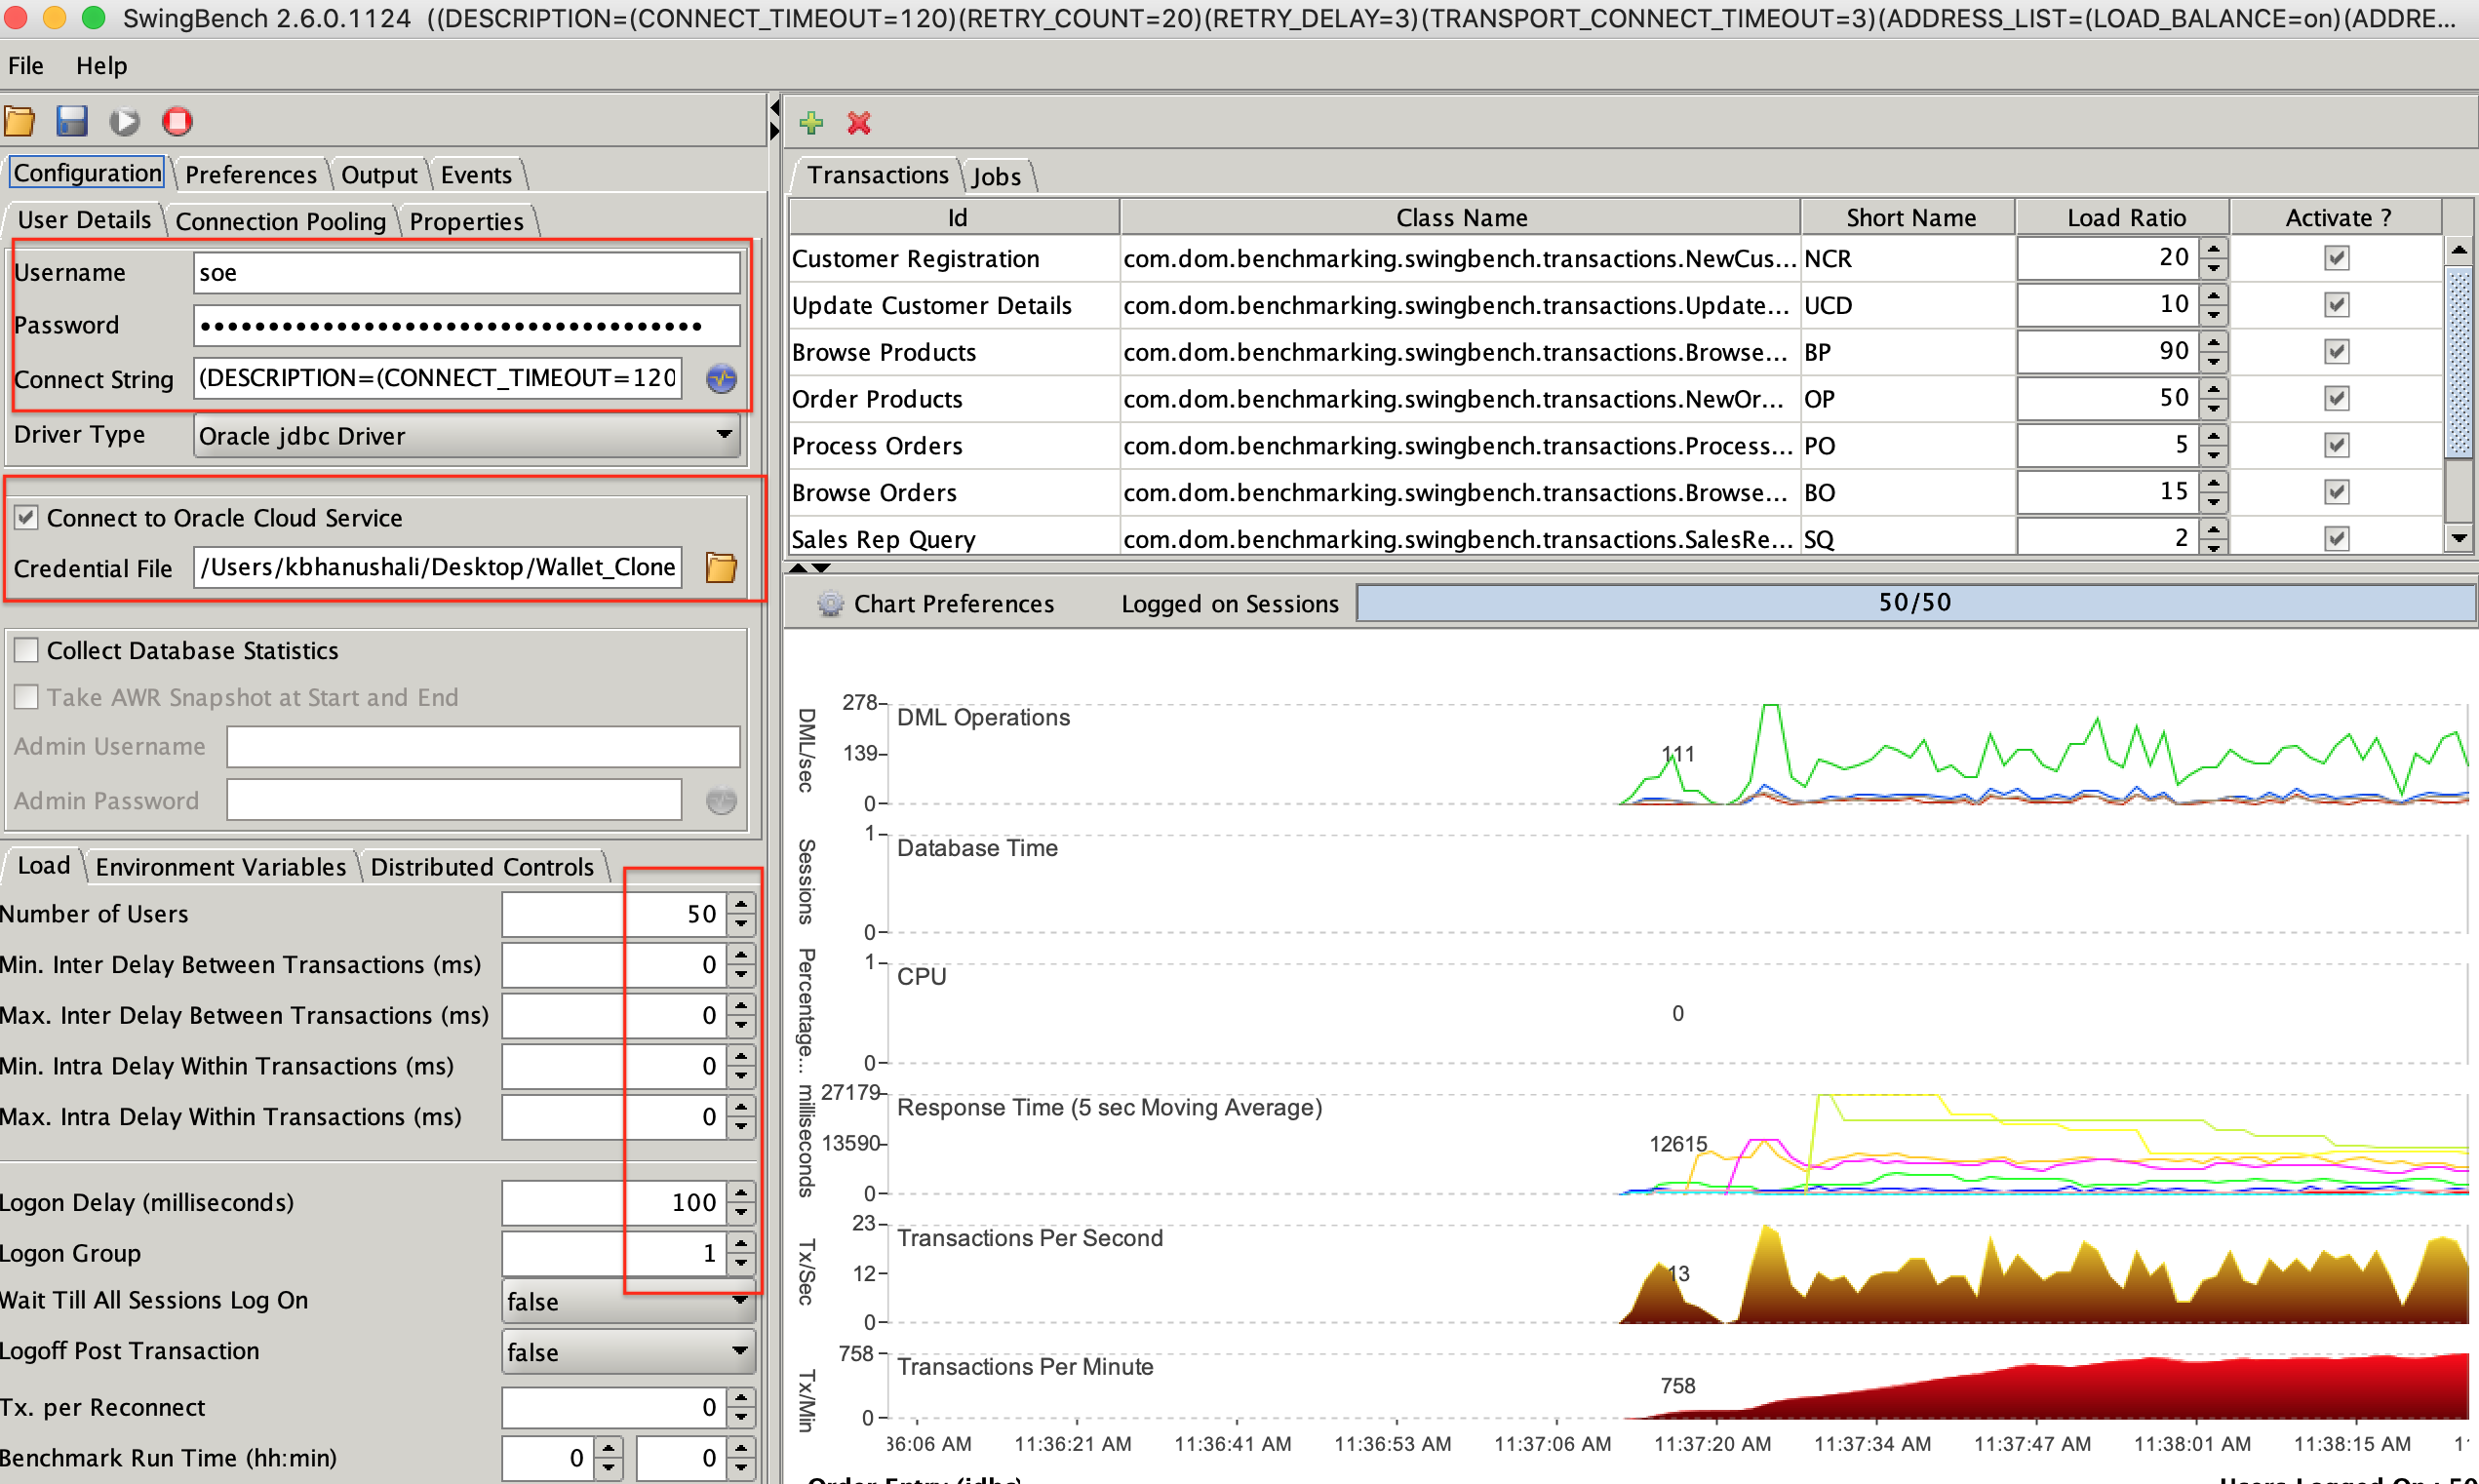 SwingBench 2.6.0.1124 ((DESCRIPTION=(CONNECT_TIMEOUT=120)(RETRY_COUNT=20)(RETRY_DELAY=3)(TRANSPORT_CONNECT_TIMEOUT=3)(ADDRESS_LIST=(LOAD_BALANCE=on)(ADDRE...
File Help
Configuration Preferences Output Events
User Details Connection Pooling Properties
Username soe
Password ••••••••••••••••••••••••••••••••••••••
Connect String (DESCRIPTION=(CONNECT_TIMEOUT=120
Driver Type Oracle jdbc Driver
Connect to Oracle Cloud Service
Credential File /Users/kbhanushali/Desktop/Wallet_Clone
Collect Database Statistics
Take AWR Snapshot at Start and End
Admin Username
Admin Password
Load Environment Variables Distributed Controls
Number of Users 50
Min. Inter Delay Between Transactions (ms) 0
Max. Inter Delay Between Transactions (ms) 0
Min. Intra Delay Within Transactions (ms) 0
Max. Intra Delay Within Transactions (ms) 0
Logon Delay (milliseconds) 100
Logon Group 1
Wait Till All Sessions Log On false
Logoff Post Transaction false
Tx. per Reconnect 0
Benchmark Run Time (hh:min) 0 0
Transactions Jobs
Id Class Name Short Name Load Ratio Activate ?
Customer Registration com.dom.benchmarking.swingbench.transactions.NewCus... NCR 20
Update Customer Details com.dom.benchmarking.swingbench.transactions.Update... UCD 10
Browse Products com.dom.benchmarking.swingbench.transactions.Browse... BP 90
Order Products com.dom.benchmarking.swingbench.transactions.NewOr... OP 50
Process Orders com.dom.benchmarking.swingbench.transactions.Process... PO 5
Browse Orders com.dom.benchmarking.swingbench.transactions.Browse... BO 15
Sales Rep Query com.dom.benchmarking.swingbench.transactions.SalesRe... SQ 2
Chart Preferences Logged on Sessions 50/50
DML/sec 278 139 0 DML Operations 111
Sessions 1 0 Database Time
Percentage... 1 0 CPU 0
milliseconds 27179 13590 0 Response Time (5 sec Moving Average) 12615
Tx/Sec 23 12 0 Transactions Per Second 13
Tx/Min 758 0 Transactions Per Minute 758
36:06 AM 11:36:21 AM 11:36:41 AM 11:36:53 AM 11:37:06 AM 11:37:20 AM 11:37:34 AM 11:37:47 AM 11:38:01 AM 11:38:15 AM 1
Order Entry (jdbc) Users Logged On : 50